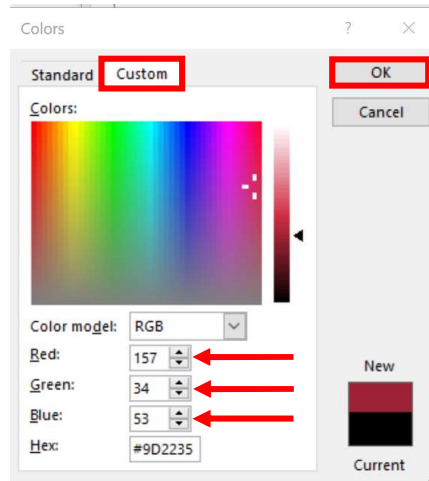 Colors ? ×
Standard Custom OK
Colors: Cancel
Color model: RGB
Red: 157
Green: 34 New
Blue: 53
Hex: #9D2235
Current